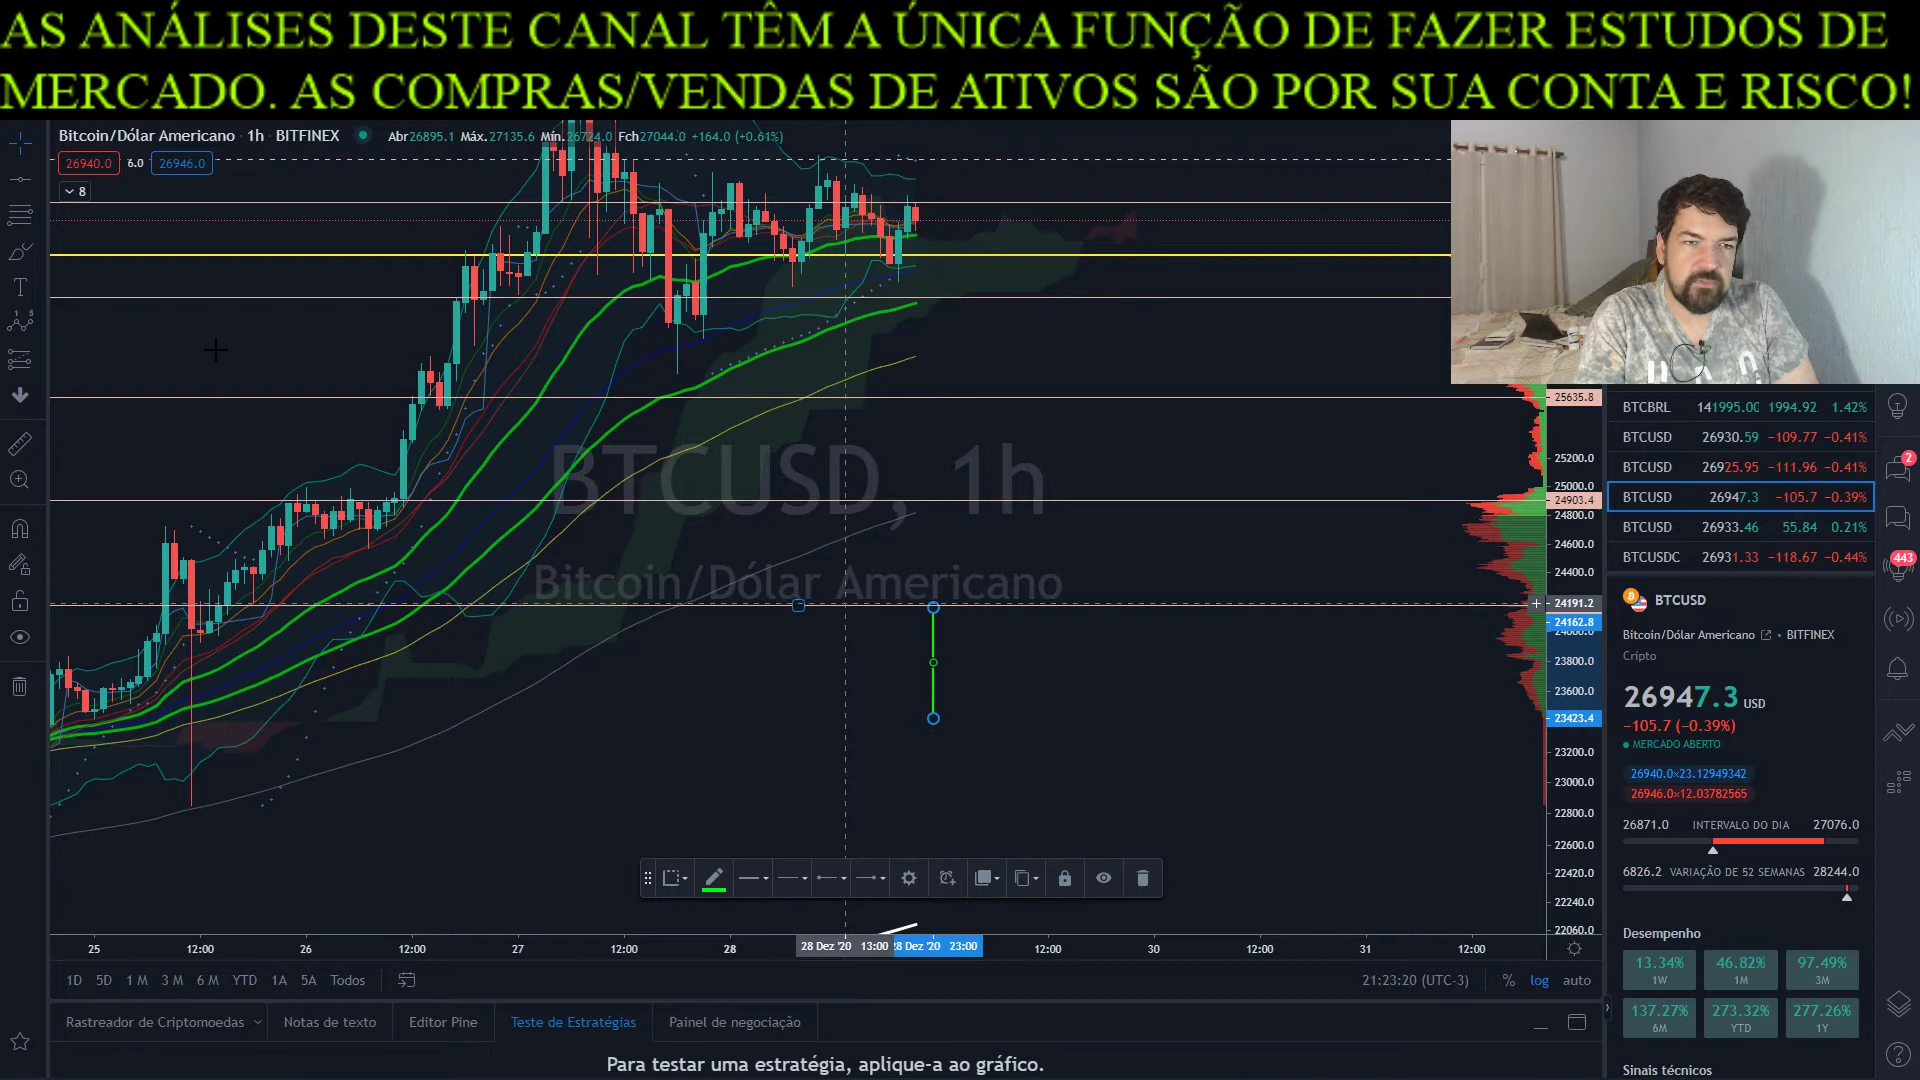 AS ANÁLISES DESTE CANAL TÊM A ÚNICA FUNÇÃO DE FAZER ESTUDOS DE
MERCADO. AS COMPRAS/VENDAS DE ATIVOS SÃO POR SUA CONTA E RISCO!
Bitcoin/Dólar Americano · 1h · BITFINEX Abr26895.1 Máx.27135.6 Mín.26724.0 Fch27044.0 +164.0 (+0.61%)
26940.0 6.0 26946.0
8
BTCUSD, 1h
Bitcoin/Dólar Americano
25635.8
25200.0
25000.0
24903.4
24800.0
24600.0
24400.0
24191.2
24162.8
24000.0
23800.0
23600.0
23423.4
23200.0
23000.0
22800.0
22600.0
22420.0
22240.0
22060.0
25 12:00 26 12:00 27 12:00 28 28 Dez '20 13:00 28 Dez '20 23:00 12:00 30 12:00 31 12:00
1D 5D 1 M 3 M 6 M YTD 1A 5A Todos 21:23:20 (UTC-3) % log auto
Rastreador de Criptomoedas Notas de texto Editor Pine Teste de Estratégias Painel de negociação
Para testar uma estratégia, aplique-a ao gráfico.
BTCBRL 141995.00 1994.92 1.42%
BTCUSD 26930.59 −109.77 −0.41%
BTCUSD 26925.95 −111.96 −0.41%
BTCUSD 26947.3 −105.7 −0.39%
BTCUSD 26933.46 55.84 0.21%
BTCUSDC 26931.33 −118.67 −0.44%
BTCUSD
Bitcoin/Dólar Americano • BITFINEX
Cripto
26947.3 USD
−105.7 (−0.39%)
MERCADO ABERTO
26940.0×23.12949342
26946.0×12.03782565
26871.0 INTERVALO DO DIA 27076.0
6826.2 VARIAÇÃO DE 52 SEMANAS 28244.0
Desempenho
13.34% 46.82% 97.49%
1W 1M 3M
137.27% 273.32% 277.26%
6M YTD 1Y
Sinais técnicos
2
443